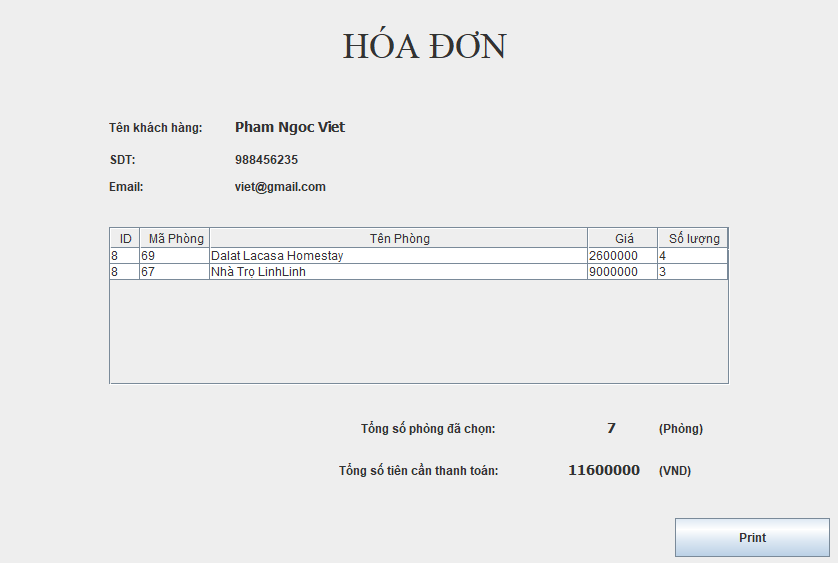 HÓA ĐƠN
Tên khách hàng: Pham Ngoc Viet
SDT: 988456235
Email: viet@gmail.com
ID Mã Phòng Tên Phòng Giá Số lượng
8 69 Dalat Lacasa Homestay 2600000 4
8 67 Nhà Trọ LinhLinh 9000000 3
Tổng số phòng đã chọn: 7 (Phòng)
Tổng số tiền cần thanh toán: 11600000 (VND)
Print